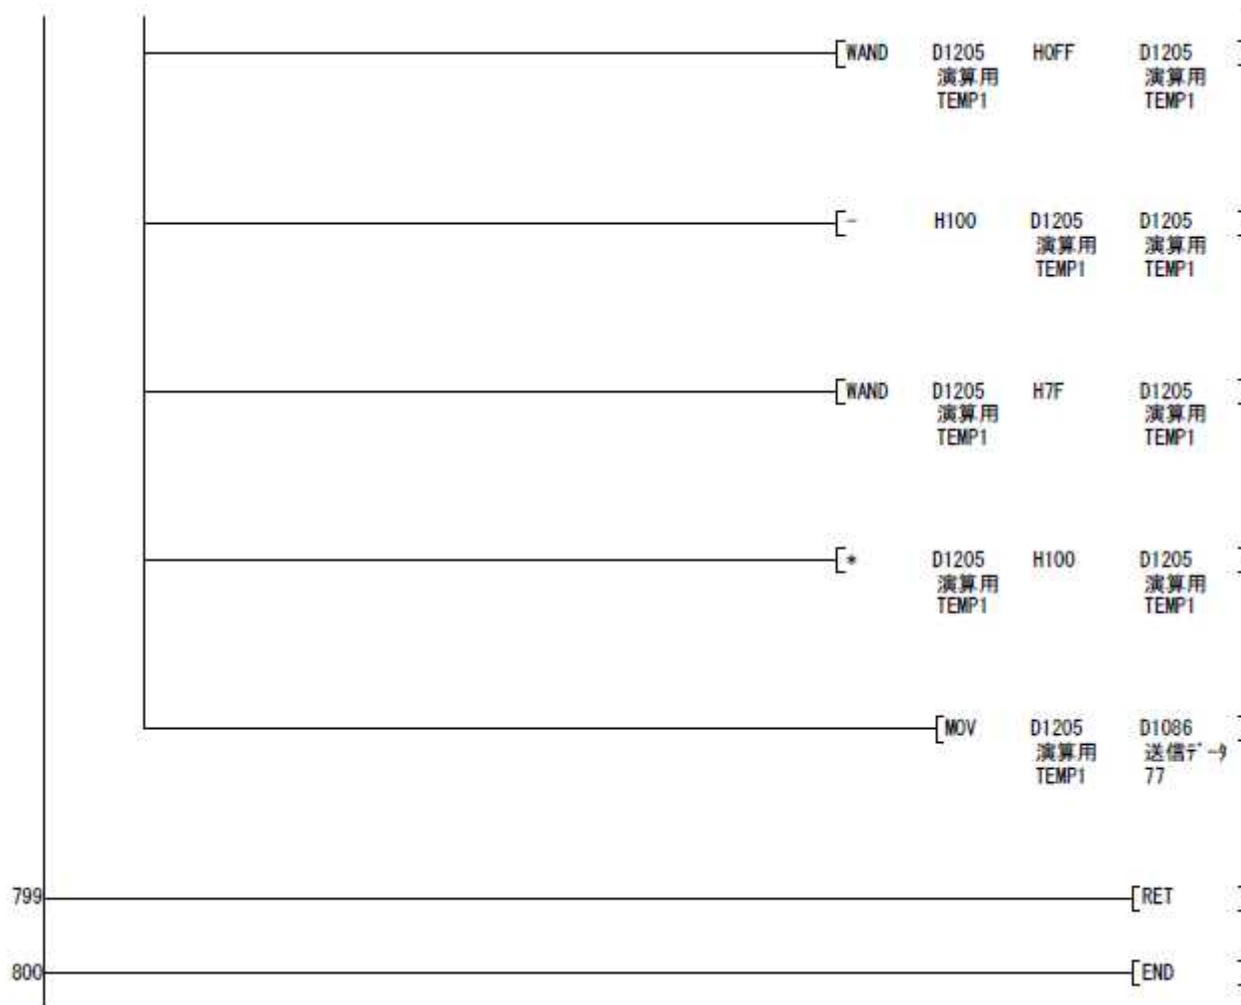 WAND D1205 H0FF D1205
演算用 演算用
TEMP1 TEMP1
- H100 D1205 D1205
演算用 演算用
TEMP1 TEMP1
WAND D1205 H7F D1205
演算用 演算用
TEMP1 TEMP1
* D1205 H100 D1205
演算用 演算用
TEMP1 TEMP1
MOV D1205 D1086
演算用 送信ﾃﾞｰﾀ
TEMP1 77
799 RET
800 END